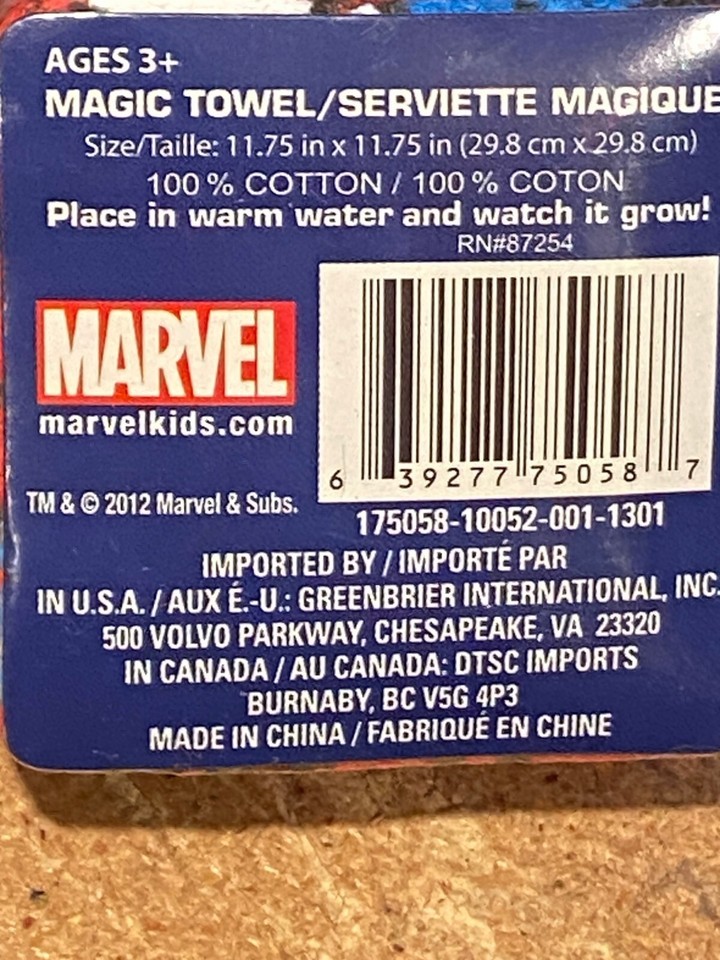 AGES 3+
MAGIC TOWEL/SERVIETTE MAGIQUE
Size/Taille: 11.75 in x 11.75 in (29.8 cm x 29.8 cm)
100 % COTTON / 100 % COTON
Place in warm water and watch it grow!
RN#87254
MARVEL
marvelkids.com
TM & © 2012 Marvel & Subs.
6 39277 75058 7
175058-10052-001-1301
IMPORTED BY / IMPORTÉ PAR
IN U.S.A. / AUX É.-U.: GREENBRIER INTERNATIONAL, INC.
500 VOLVO PARKWAY, CHESAPEAKE, VA 23320
IN CANADA / AU CANADA: DTSC IMPORTS
BURNABY, BC V5G 4P3
MADE IN CHINA / FABRIQUÉ EN CHINE